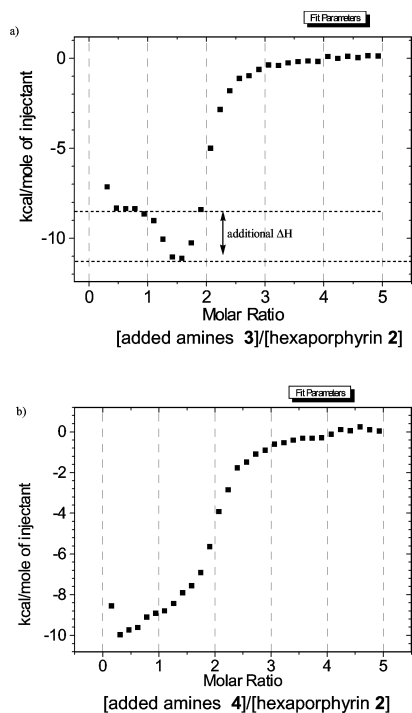 Fit Parameters
a)
0
-5
-10
kcal/mole of injectant
additional ΔH
0 1 2 3 4 5
Molar Ratio
[added amines 3]/[hexaporphyrin 2]
Fit Parameters
b)
0
-2
-4
-6
-8
-10
kcal/mole of injectant
0 1 2 3 4 5
Molar Ratio
[added amines 4]/[hexaporphyrin 2]